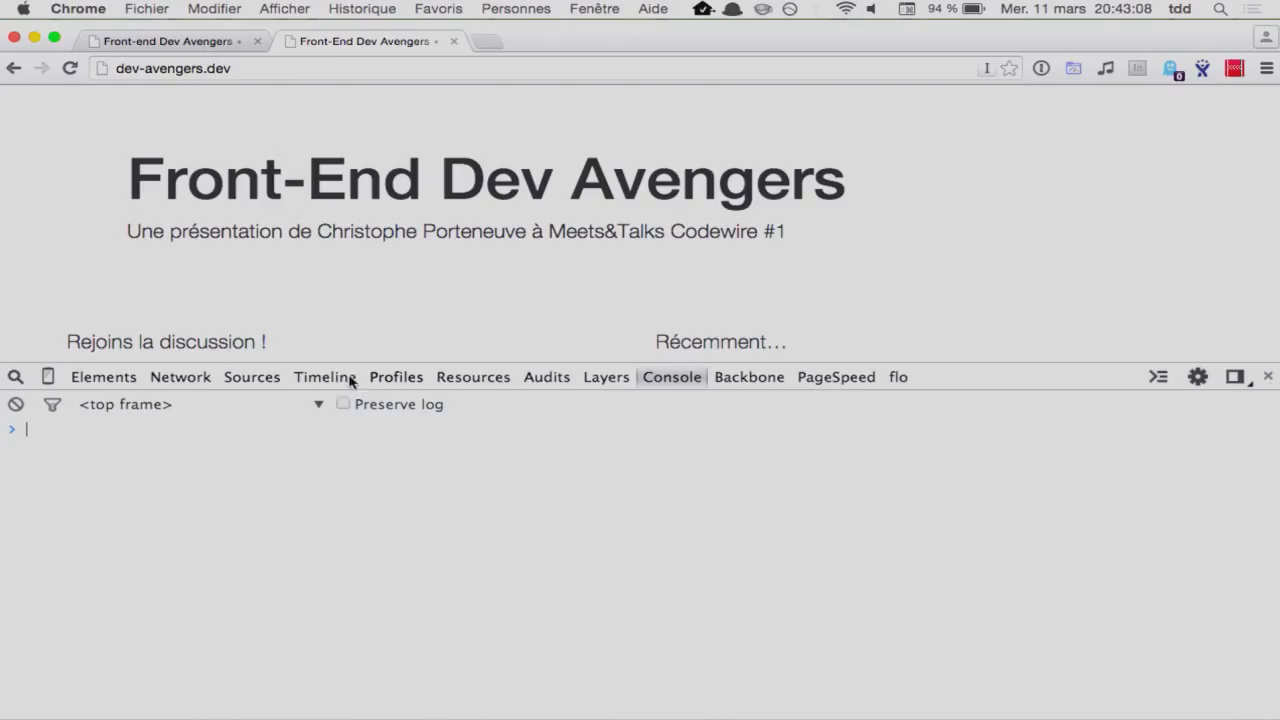 Chrome Fichier Modifier Afficher Historique Favoris Personnes Fenêtre Aide 94 % Mer. 11 mars 20:43:08 tdd
Front-end Dev Avengers Front-End Dev Avengers
dev-avengers.dev
Front-End Dev Avengers
Une présentation de Christophe Porteneuve à Meets&Talks Codewire #1
Rejoins la discussion ! Récemment…
Elements Network Sources Timeline Profiles Resources Audits Layers Console Backbone PageSpeed flo
<top frame> Preserve log